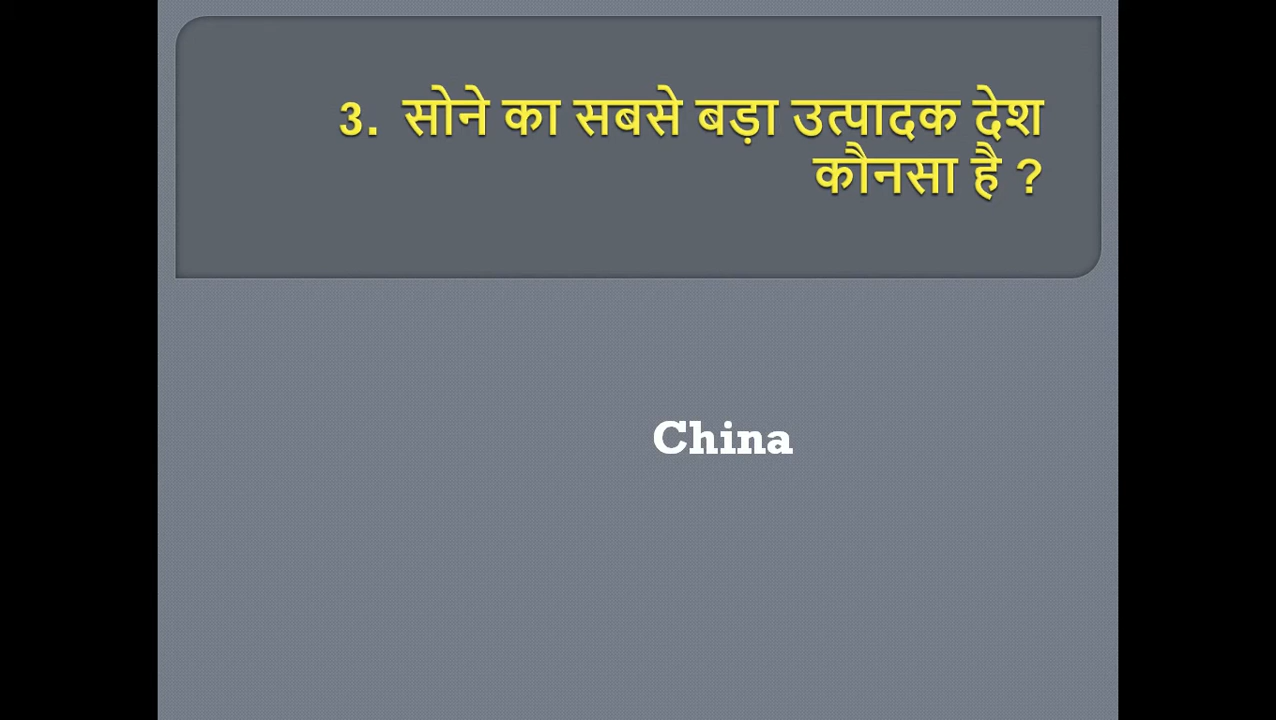 3. सोने का सबसे बड़ा उत्पादक देश
कौनसा है ?
China